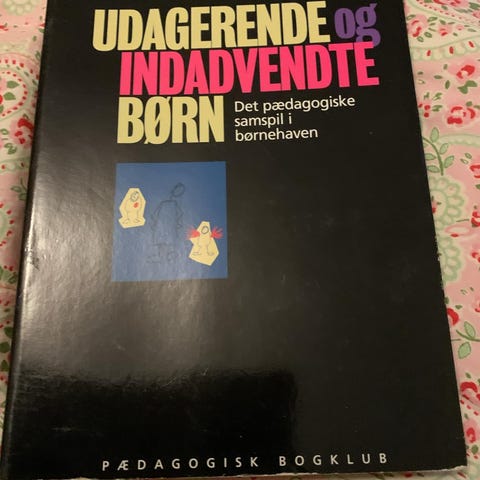 UDAGERENDE og
INDADVENDTE
BØRN
Det pædagogiske
samspil i
børnehaven
PÆDAGOGISK BOGKLUB